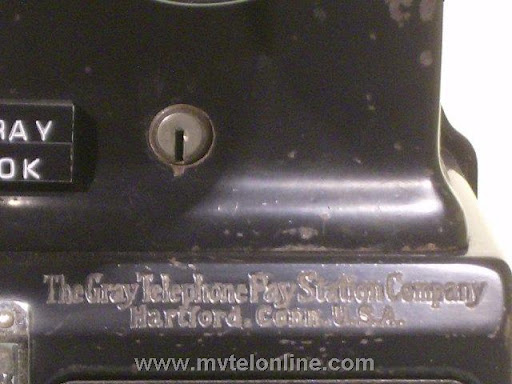 RAY
OK
The Gray Telephone Pay Station Company
Hartford. Conn. U.S.A.
www.mvtelonline.com